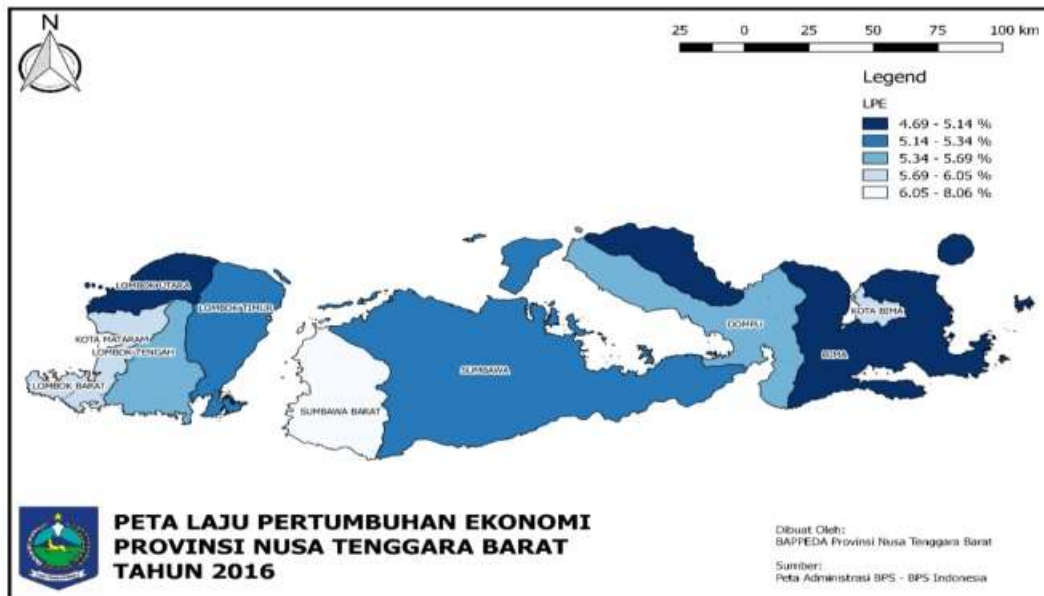 N
25 0 25 50 75 100 km
Legend
LPE
4.69 - 5.14 %
5.14 - 5.34 %
5.34 - 5.69 %
5.69 - 6.05 %
6.05 - 8.06 %
LOMBOK UTARA
LOMBOK TIMUR
KOTA MATARAM
LOMBOK TENGAH
LOMBOK BARAT
SUMBAWA BARAT
SUMBAWA
DOMPU
BIMA
KOTA BIMA
PETA LAJU PERTUMBUHAN EKONOMI
PROVINSI NUSA TENGGARA BARAT
TAHUN 2016
Dibuat Oleh:
BAPPEDA Provinsi Nusa Tenggara Barat
Sumber:
Peta Administrasi BPS - BPS Indonesia